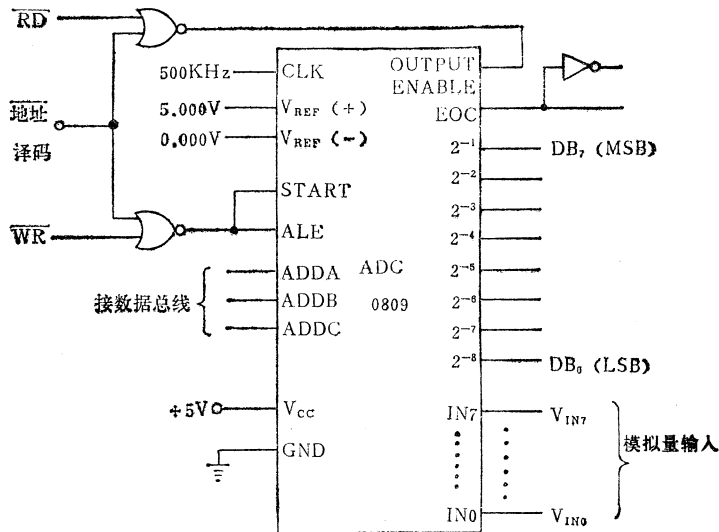 R̅D̅
500KHz
CLK
OUTPUT
ENABLE
5.000V
VREF (+)
EOC
地址
0.000V
VREF (-)
译码
2⁻¹
DB₇ (MSB)
2⁻²
START
2⁻³
W̅R̅
ALE
2⁻⁴
ADDA
ADC
2⁻⁵
接数据总线
ADDB
0809
2⁻⁶
ADDC
2⁻⁷
2⁻⁸
DB₀ (LSB)
+5V
VCC
IN7
VIN7
GND
模拟量输入
IN0
VIN0